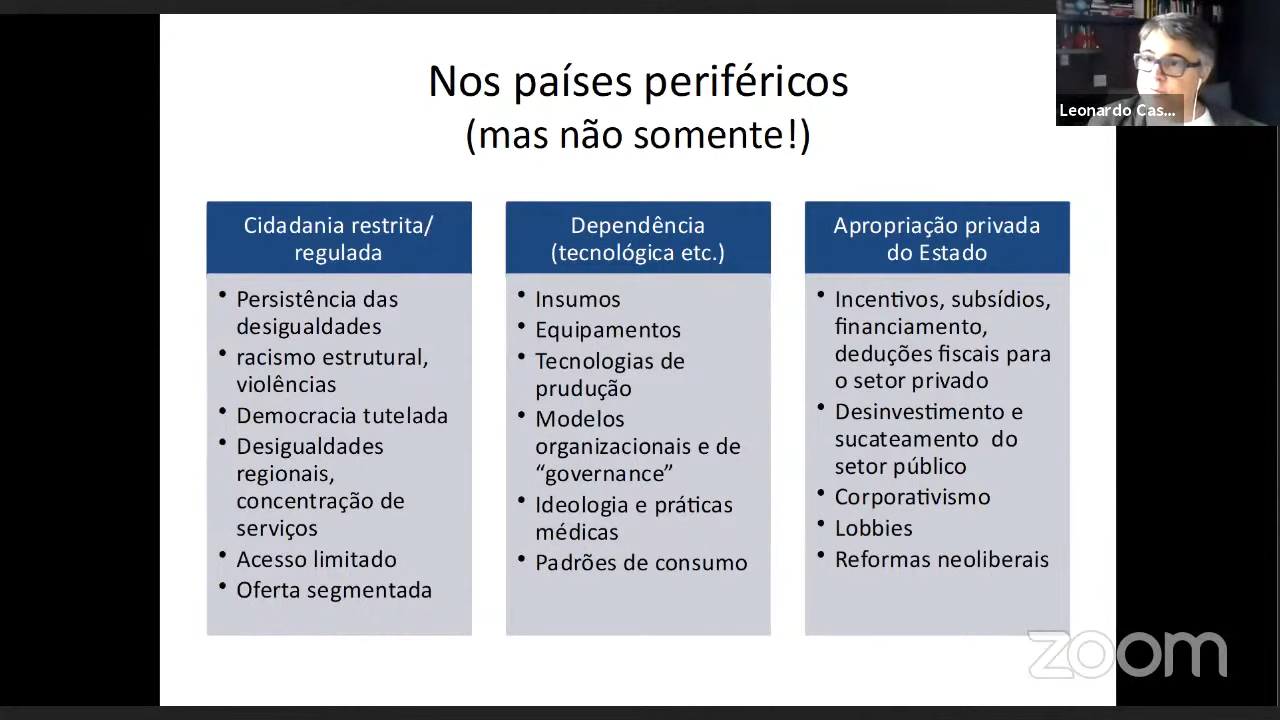 Nos países periféricos
(mas não somente!)
Leonardo Cas...
Cidadania restrita/
regulada
• Persistência das
desigualdades
• racismo estrutural,
violências
• Democracia tutelada
• Desigualdades
regionais,
concentração de
serviços
• Acesso limitado
• Oferta segmentada
Dependência
(tecnológica etc.)
• Insumos
• Equipamentos
• Tecnologias de
prudução
• Modelos
organizacionais e de
“governance”
• Ideologia e práticas
médicas
• Padrões de consumo
Apropriação privada
do Estado
• Incentivos, subsídios,
financiamento,
deduções fiscais para
o setor privado
• Desinvestimento e
sucateamento do
setor público
• Corporativismo
• Lobbies
• Reformas neoliberais
zoom